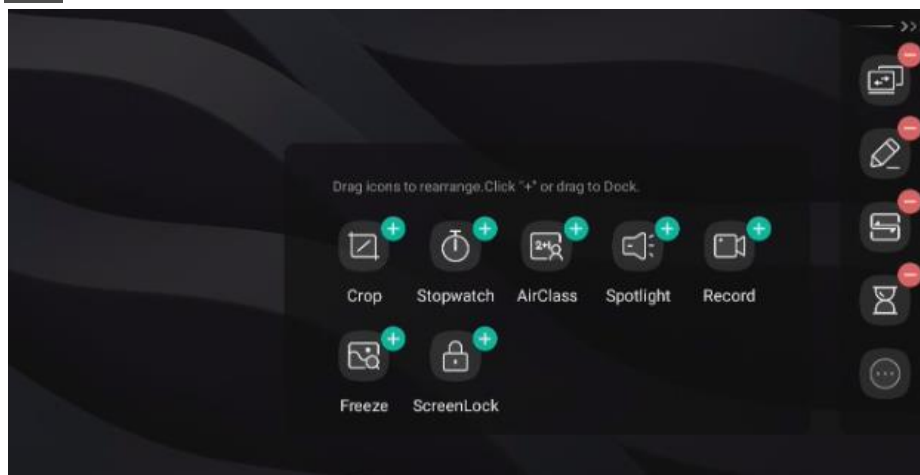 Drag icons to rearrange.Click "+" or drag to Dock.
Crop Stopwatch AirClass Spotlight Record
Freeze ScreenLock